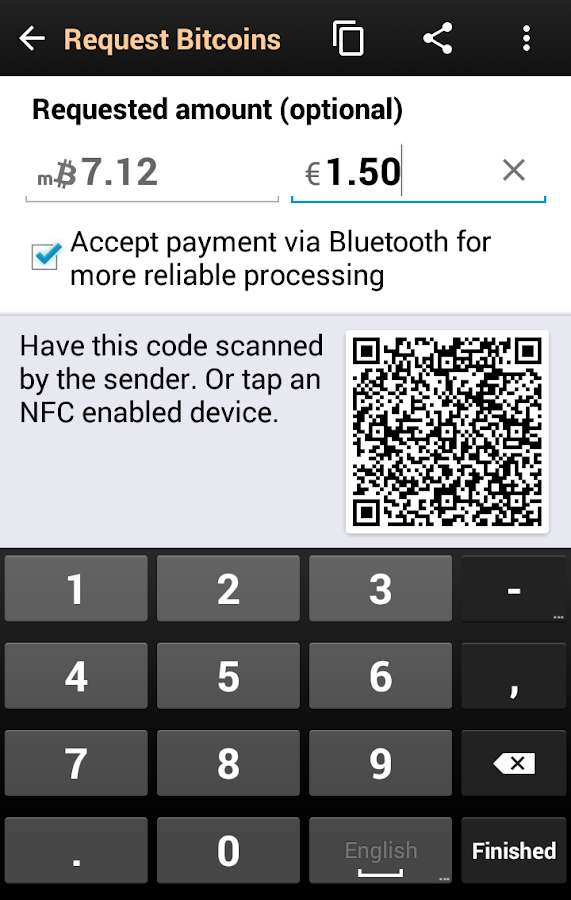 Request Bitcoins
Requested amount (optional)
m₿7.12
€1.50
Accept payment via Bluetooth for
more reliable processing
Have this code scanned
by the sender. Or tap an
NFC enabled device.
1 2 3 -
4 5 6 ,
7 8 9
. 0 English Finished